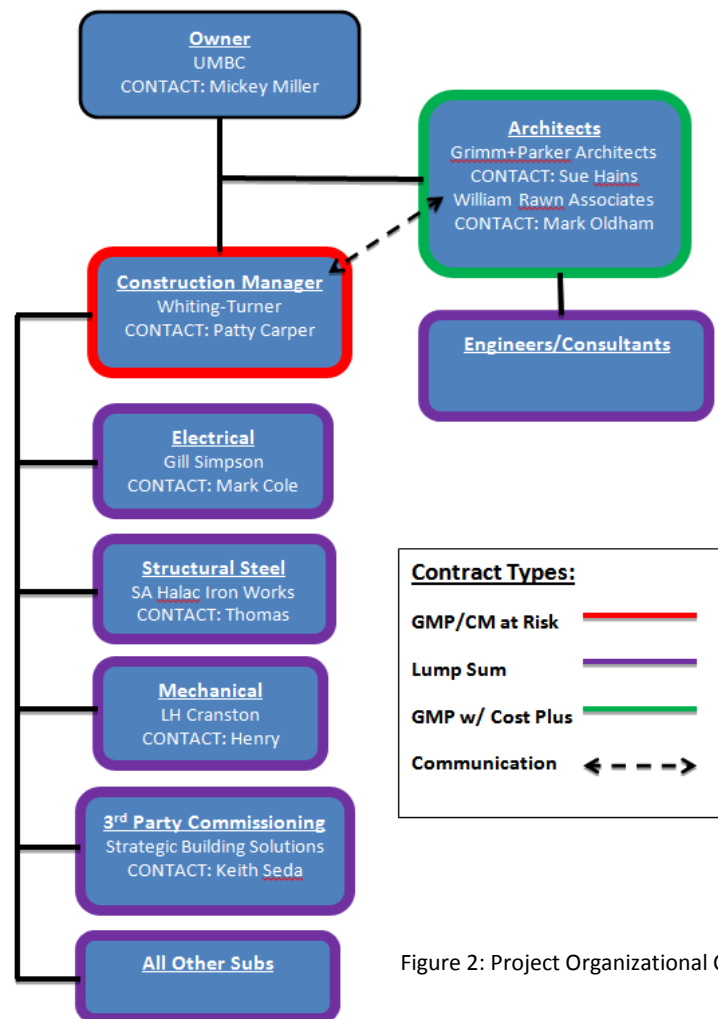 Owner
UMBC
CONTACT: Mickey Miller
Architects
Grimm+Parker Architects
CONTACT: Sue Hains
William Rawn Associates
CONTACT: Mark Oldham
Construction Manager
Whiting-Turner
CONTACT: Patty Carper
Engineers/Consultants
Electrical
Gill Simpson
CONTACT: Mark Cole
Structural Steel
SA Halac Iron Works
CONTACT: Thomas
Mechanical
LH Cranston
CONTACT: Henry
3rd Party Commissioning
Strategic Building Solutions
CONTACT: Keith Seda
All Other Subs
Contract Types:
GMP/CM at Risk
Lump Sum
GMP w/ Cost Plus
Communication
Figure 2: Project Organizational